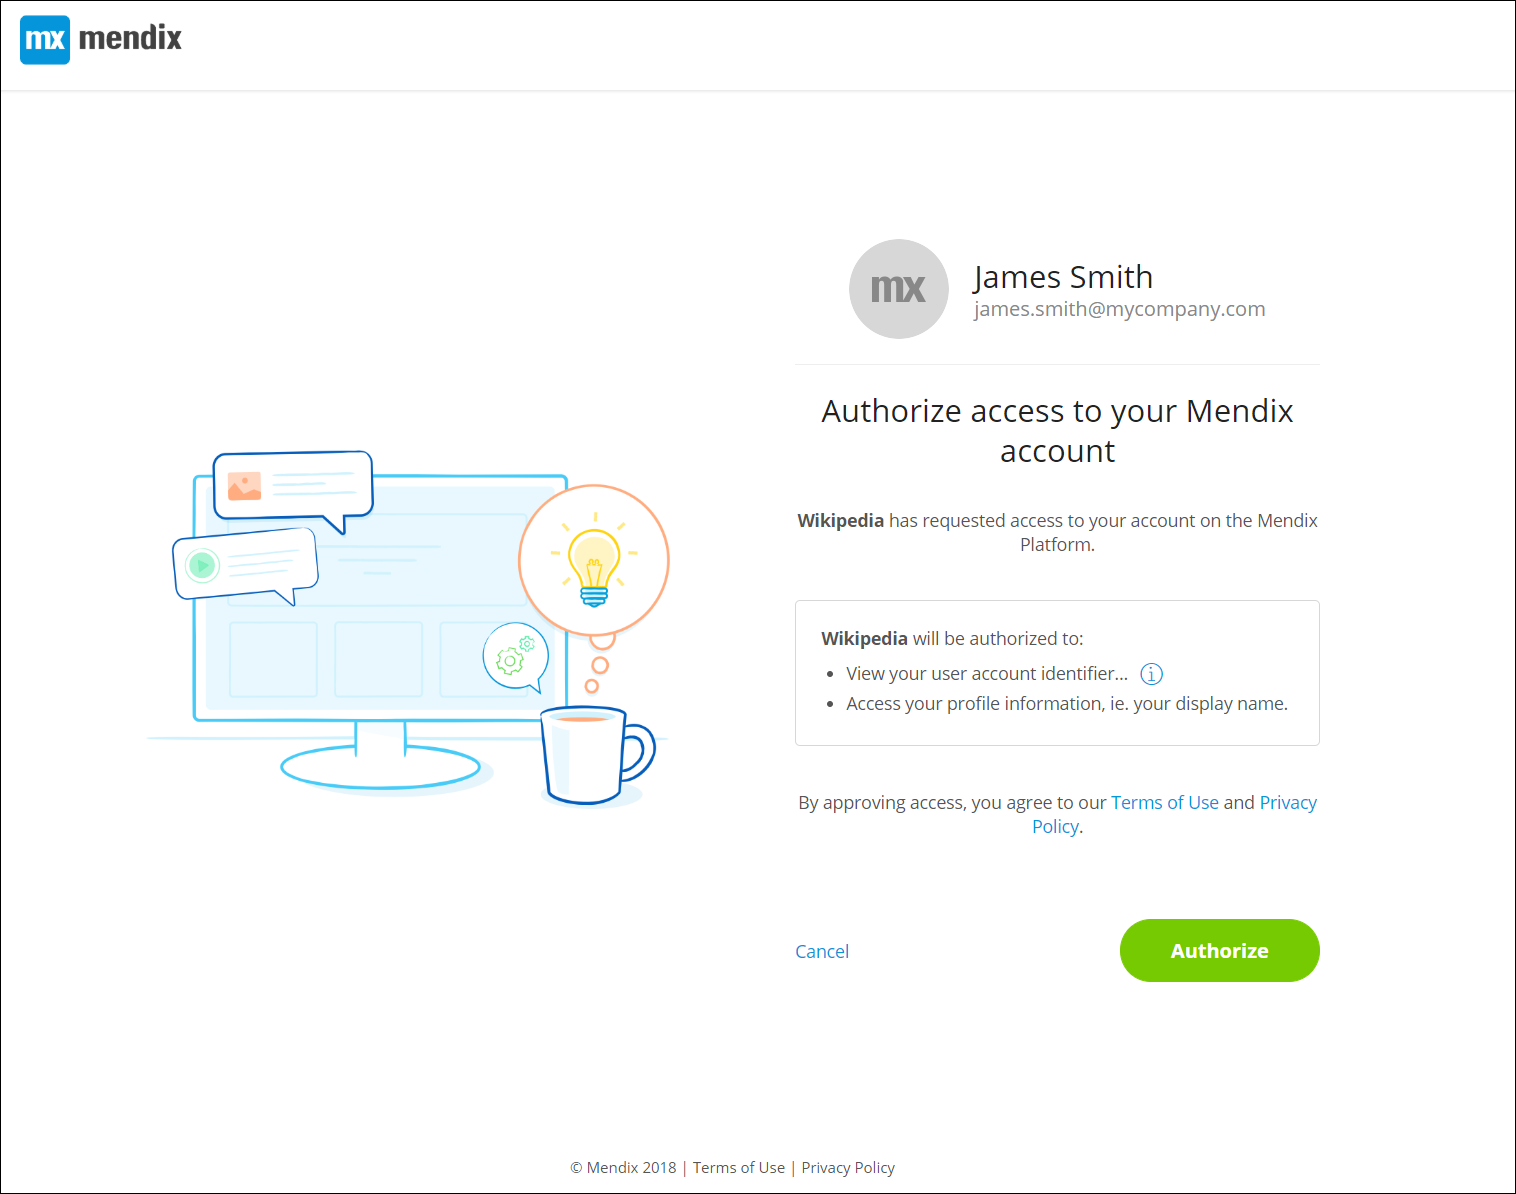 mx mendix
mx
James Smith
james.smith@mycompany.com
Authorize access to your Mendix
account
Wikipedia has requested access to your account on the Mendix
Platform.
Wikipedia will be authorized to:
• View your user account identifier... i
• Access your profile information, ie. your display name.
By approving access, you agree to our Terms of Use and Privacy
Policy.
Cancel
Authorize
© Mendix 2018 | Terms of Use | Privacy Policy